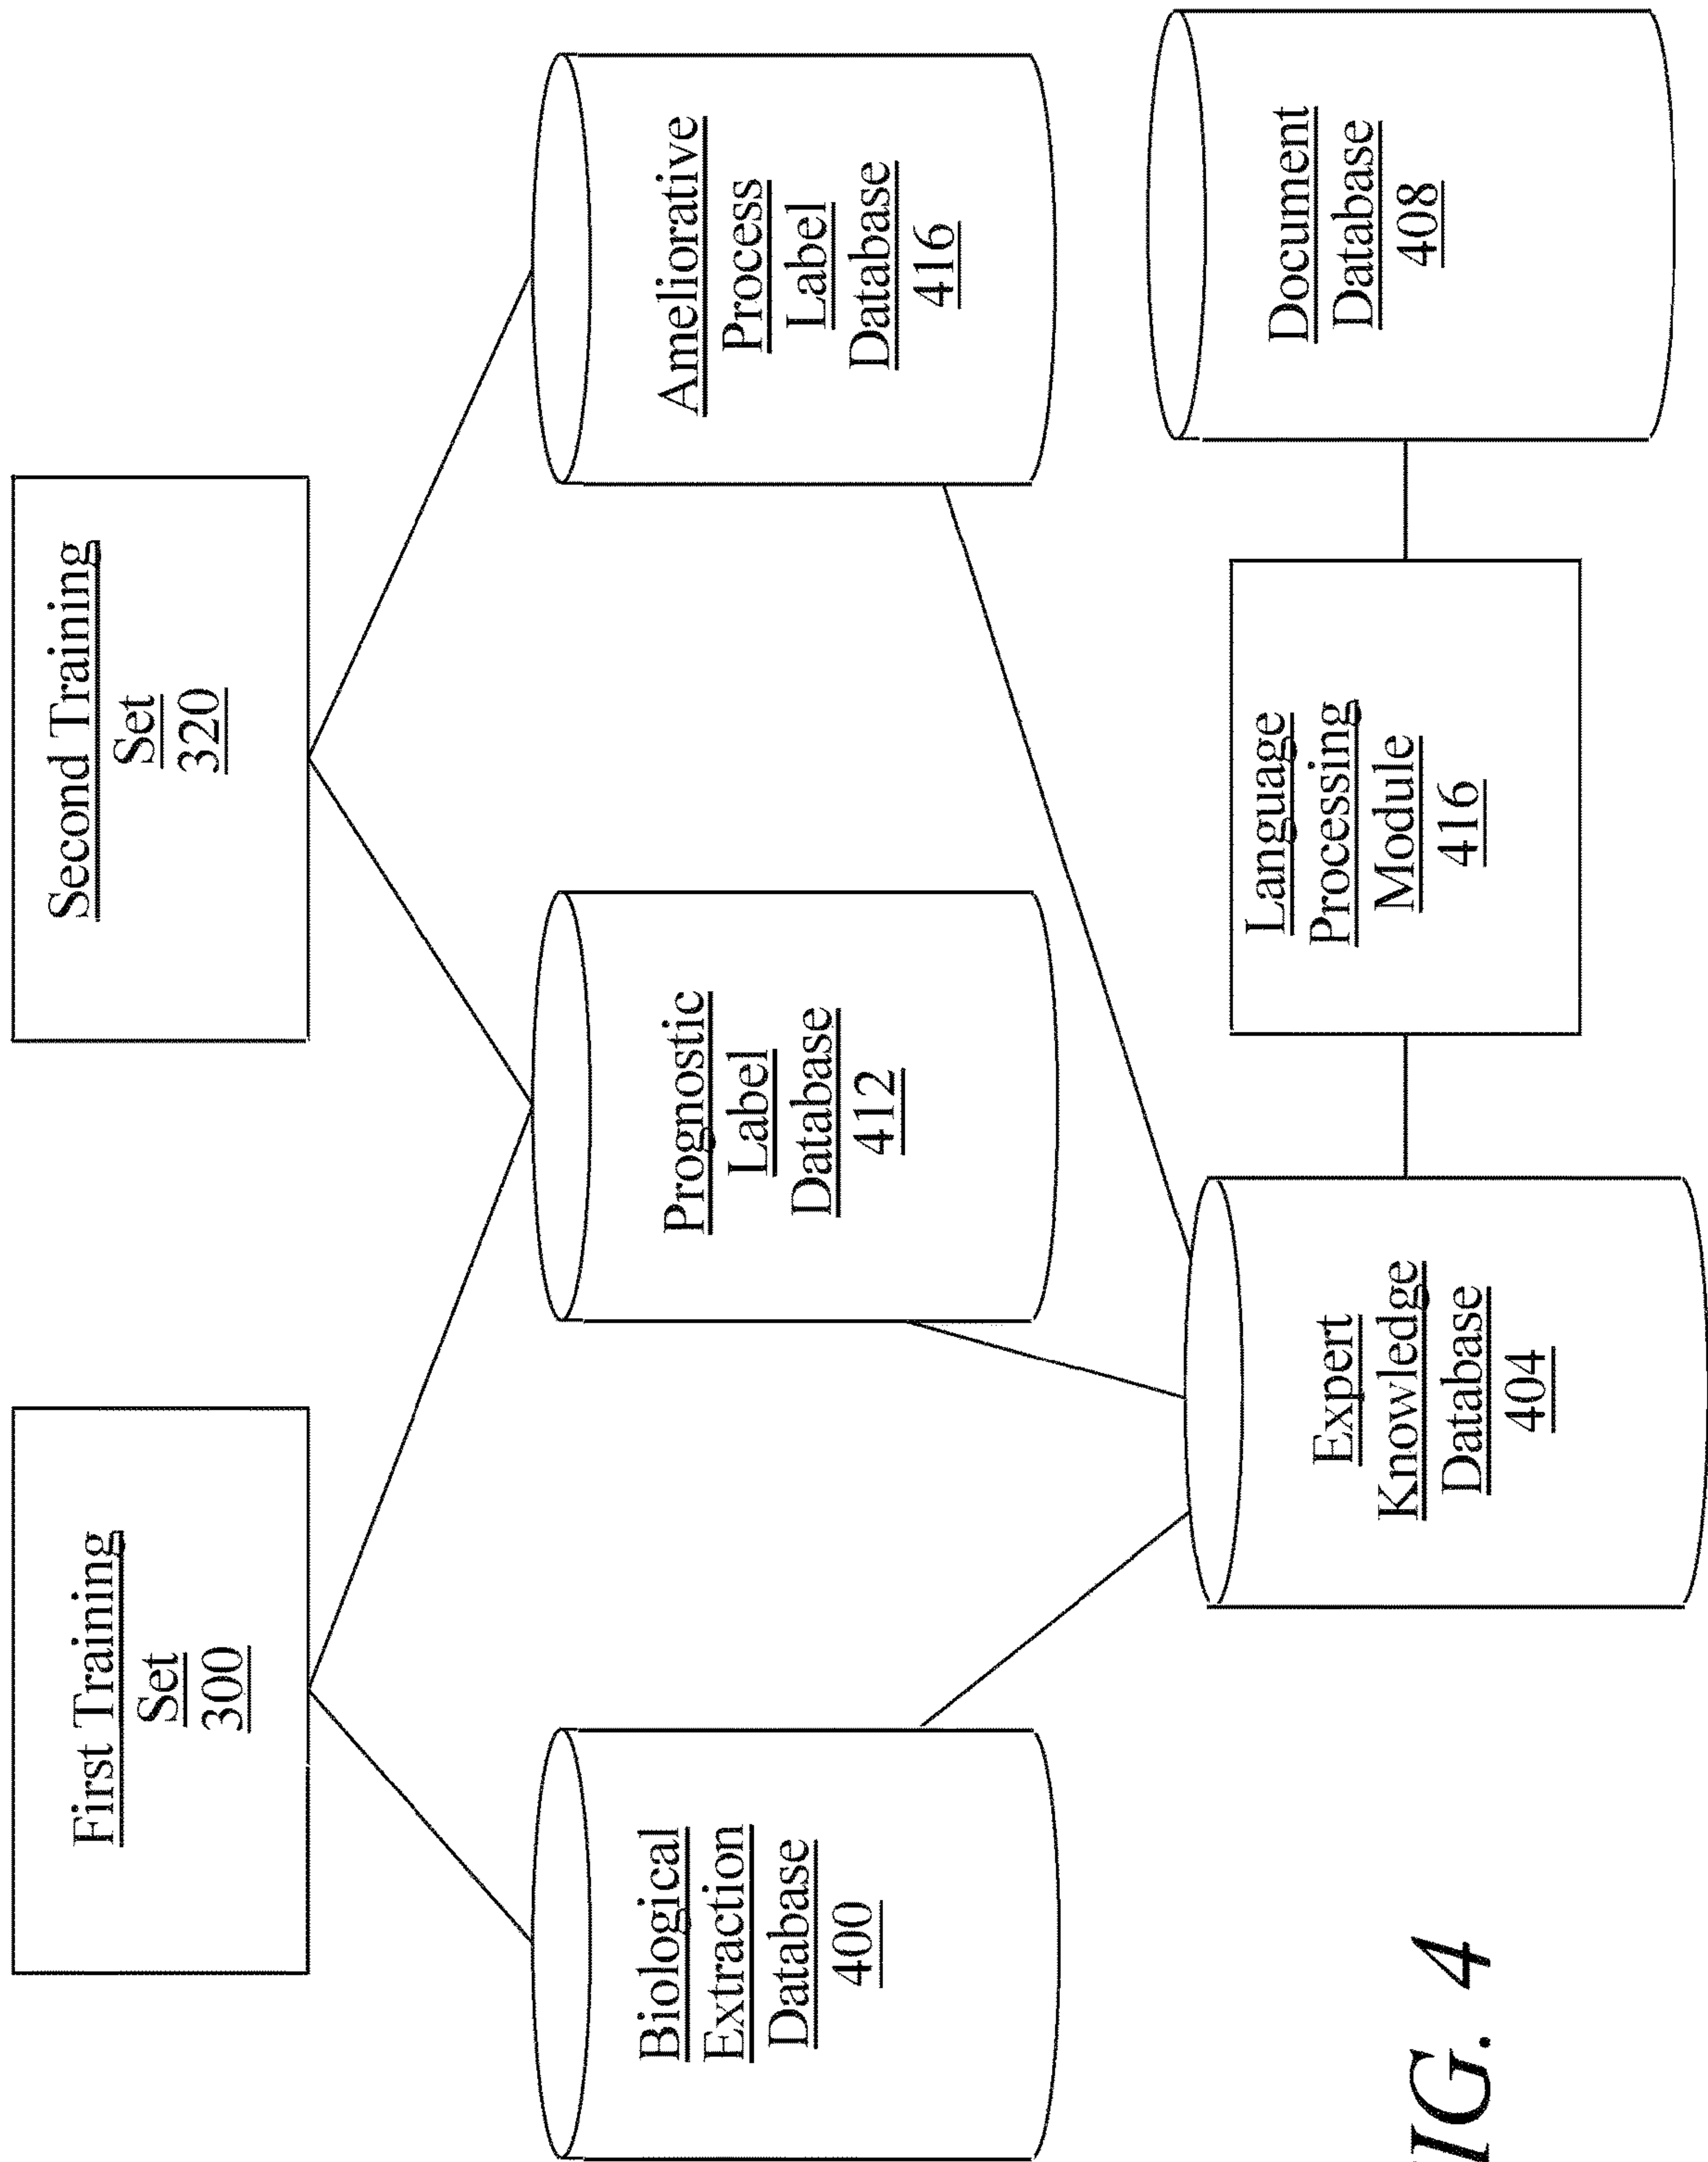 First Training
Set
300
Second Training
Set
320
Biological
Extraction
Database
400
Prognostic
Label
Database
412
Ameliorative
Process
Label
Database
416
Expert
Knowledge
Database
404
Language
Processing
Module
416
Document
Database
408
IG. 4